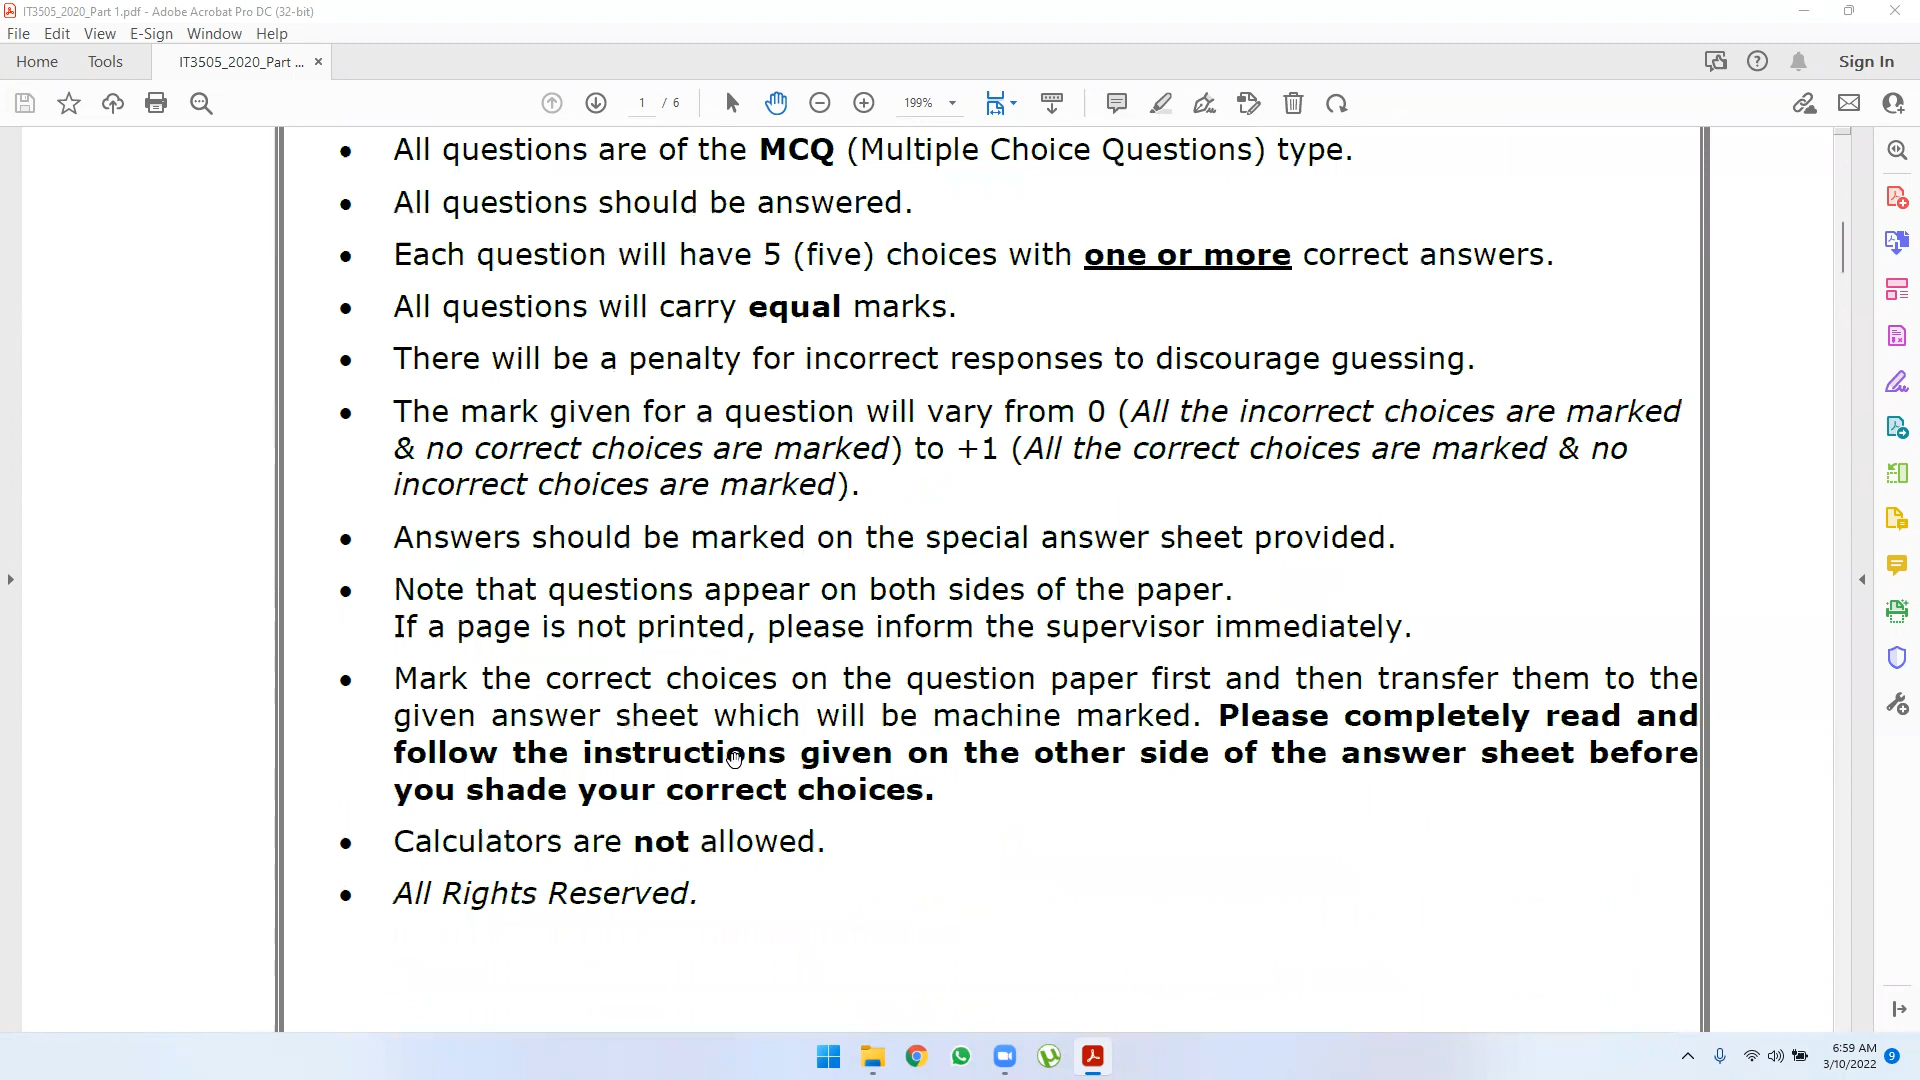 IT3505_2020_Part 1.pdf - Adobe Acrobat Pro DC (32-bit)
File Edit View E-Sign Window Help
Home Tools IT3505_2020_Part ... × Sign In
1 / 6 199%
• All questions are of the MCQ (Multiple Choice Questions) type.
• All questions should be answered.
• Each question will have 5 (five) choices with one or more correct answers.
• All questions will carry equal marks.
• There will be a penalty for incorrect responses to discourage guessing.
• The mark given for a question will vary from 0 (All the incorrect choices are marked
& no correct choices are marked) to +1 (All the correct choices are marked & no
incorrect choices are marked).
• Answers should be marked on the special answer sheet provided.
• Note that questions appear on both sides of the paper.
If a page is not printed, please inform the supervisor immediately.
• Mark the correct choices on the question paper first and then transfer them to the
given answer sheet which will be machine marked. Please completely read and
follow the instructions given on the other side of the answer sheet before
you shade your correct choices.
• Calculators are not allowed.
• All Rights Reserved.
6:59 AM
3/10/2022
9